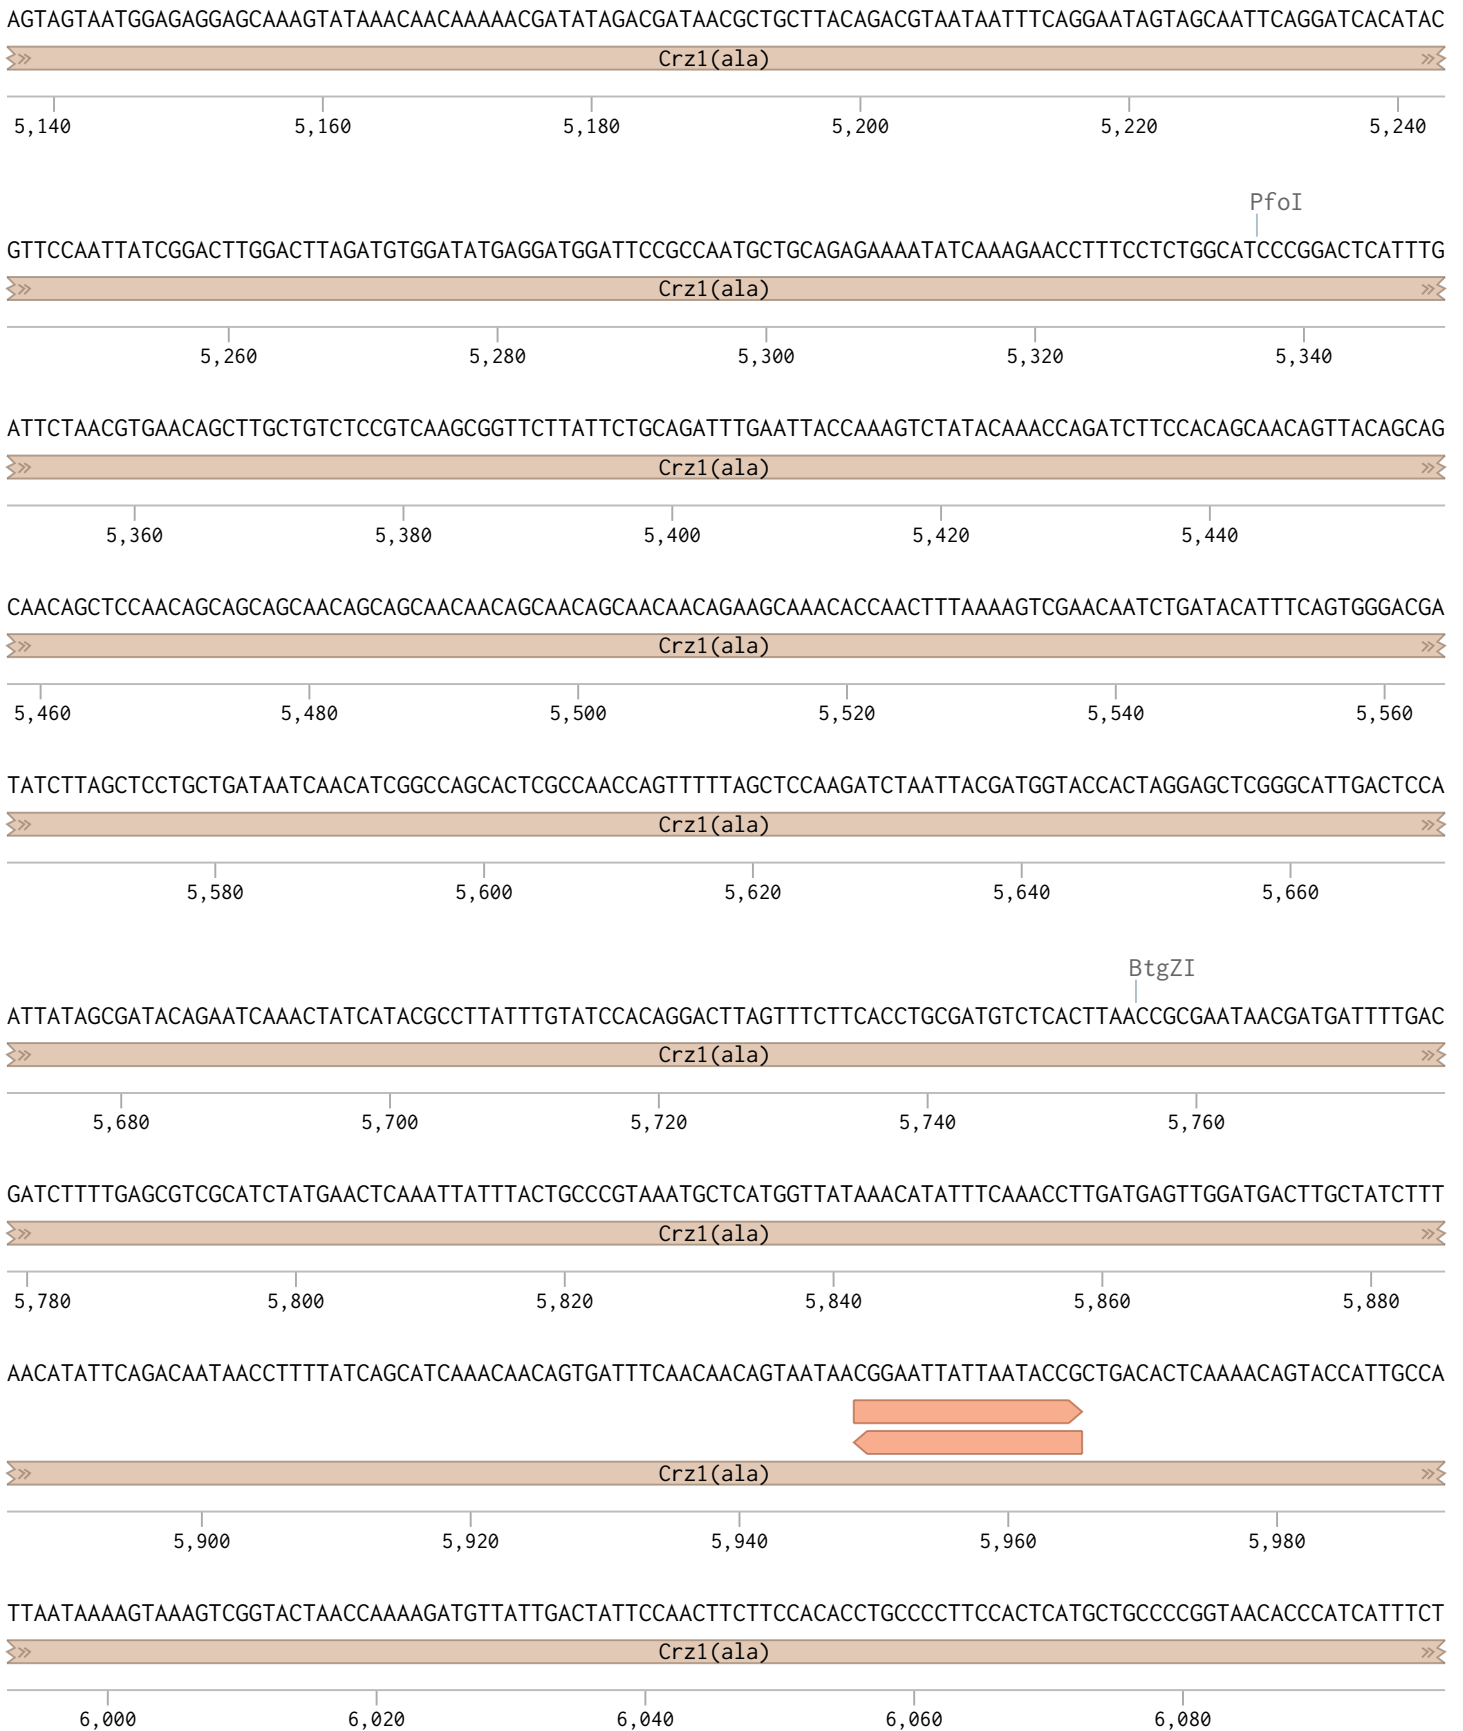 AGTAGTAATGGAGAGGAGCAAAGTATAAACAACAAAAACGATATAGACGATAACGCTGCTTACAGACGTAATAATTTCAGGAATAGTAGCAATTCAGGATCACATAC
Crz1(ala)
5,140 5,160 5,180 5,200 5,220 5,240
PfoI
GTTCCAATTATCGGACTTGGACTTAGATGTGGATATGAGGATGGATTCCGCCAATGCTGCAGAGAAAATATCAAAGAACCTTTCCTCTGGCATCCCGGACTCATTTG
Crz1(ala)
5,260 5,280 5,300 5,320 5,340
ATTCTAACGTGAACAGCTTGCTGTCTCCGTCAAGCGGTTCTTATTCTGCAGATTTGAATTACCAAAGTCTATACAAACCAGATCTTCCACAGCAACAGTTACAGCAG
Crz1(ala)
5,360 5,380 5,400 5,420 5,440
CAACAGCTCCAACAGCAGCAGCAACAGCAGCAACAACAGCAACAGCAACAACAGAAGCAAACACCAACTTTAAAAGTCGAACAATCTGATACATTTCAGTGGGACGA
Crz1(ala)
5,460 5,480 5,500 5,520 5,540 5,560
TATCTTAGCTCCTGCTGATAATCAACATCGGCCAGCACTCGCCAACCAGTTTTTAGCTCCAAGATCTAATTACGATGGTACCACTAGGAGCTCGGGCATTGACTCCA
Crz1(ala)
5,580 5,600 5,620 5,640 5,660
BtgZI
ATTATAGCGATACAGAATCAAACTATCATACGCCTTATTTGTATCCACAGGACTTAGTTTCTTCACCTGCGATGTCTCACTTAACCGCGAATAACGATGATTTTGAC
Crz1(ala)
5,680 5,700 5,720 5,740 5,760
GATCTTTTGAGCGTCGCATCTATGAACTCAAATTATTTACTGCCCGTAAATGCTCATGGTTATAAACATATTTCAAACCTTGATGAGTTGGATGACTTGCTATCTTT
Crz1(ala)
5,780 5,800 5,820 5,840 5,860 5,880
AACATATTCAGACAATAACCTTTTATCAGCATCAAACAACAGTGATTTCAACAACAGTAATAACGGAATTATTAATACCGCTGACACTCAAAACAGTACCATTGCCA
Crz1(ala)
5,900 5,920 5,940 5,960 5,980
TTAATAAAAGTAAAGTCGGTACTAACCAAAAGATGTTATTGACTATTCCAACTTCTTCCACACCTGCCCCTTCCACTCATGCTGCCCCGGTAACACCCATCATTTCT
Crz1(ala)
6,000 6,020 6,040 6,060 6,080